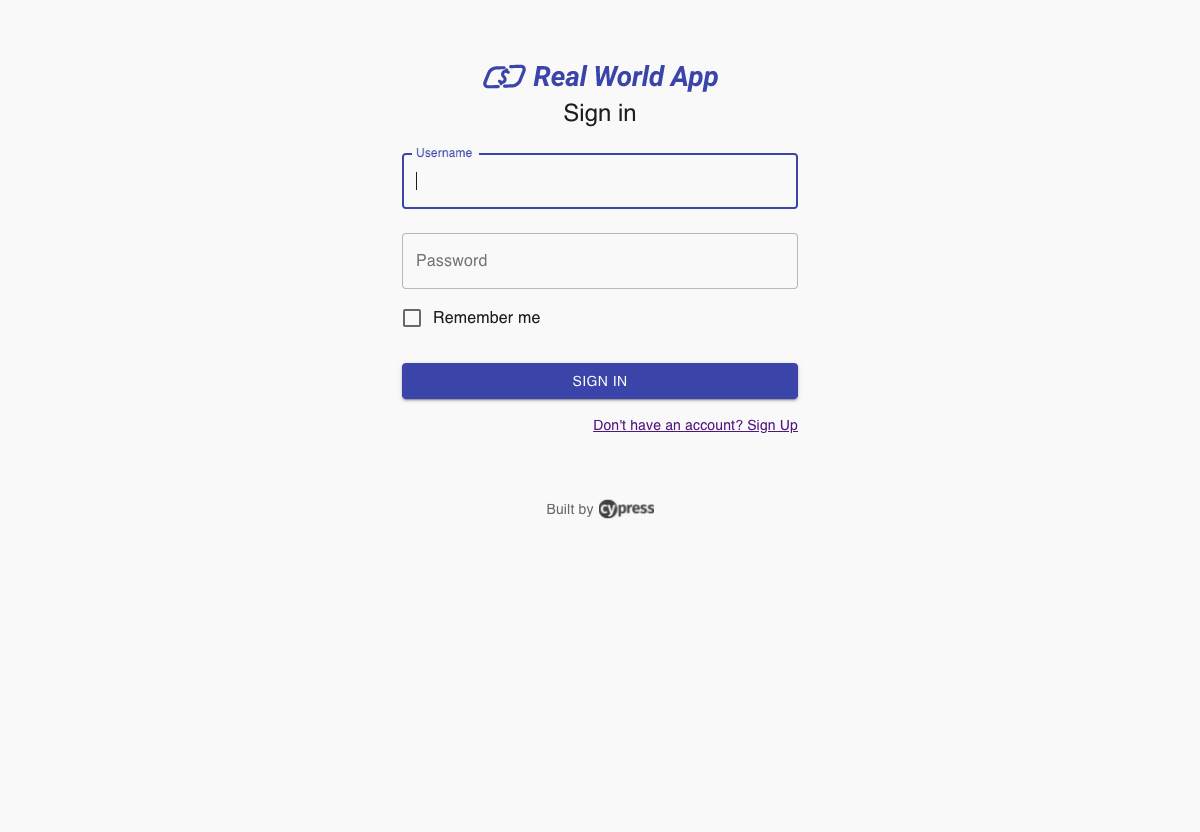 Real World App
Sign in
Username
Password
Remember me
SIGN IN
Don't have an account? Sign Up
Built by cypress